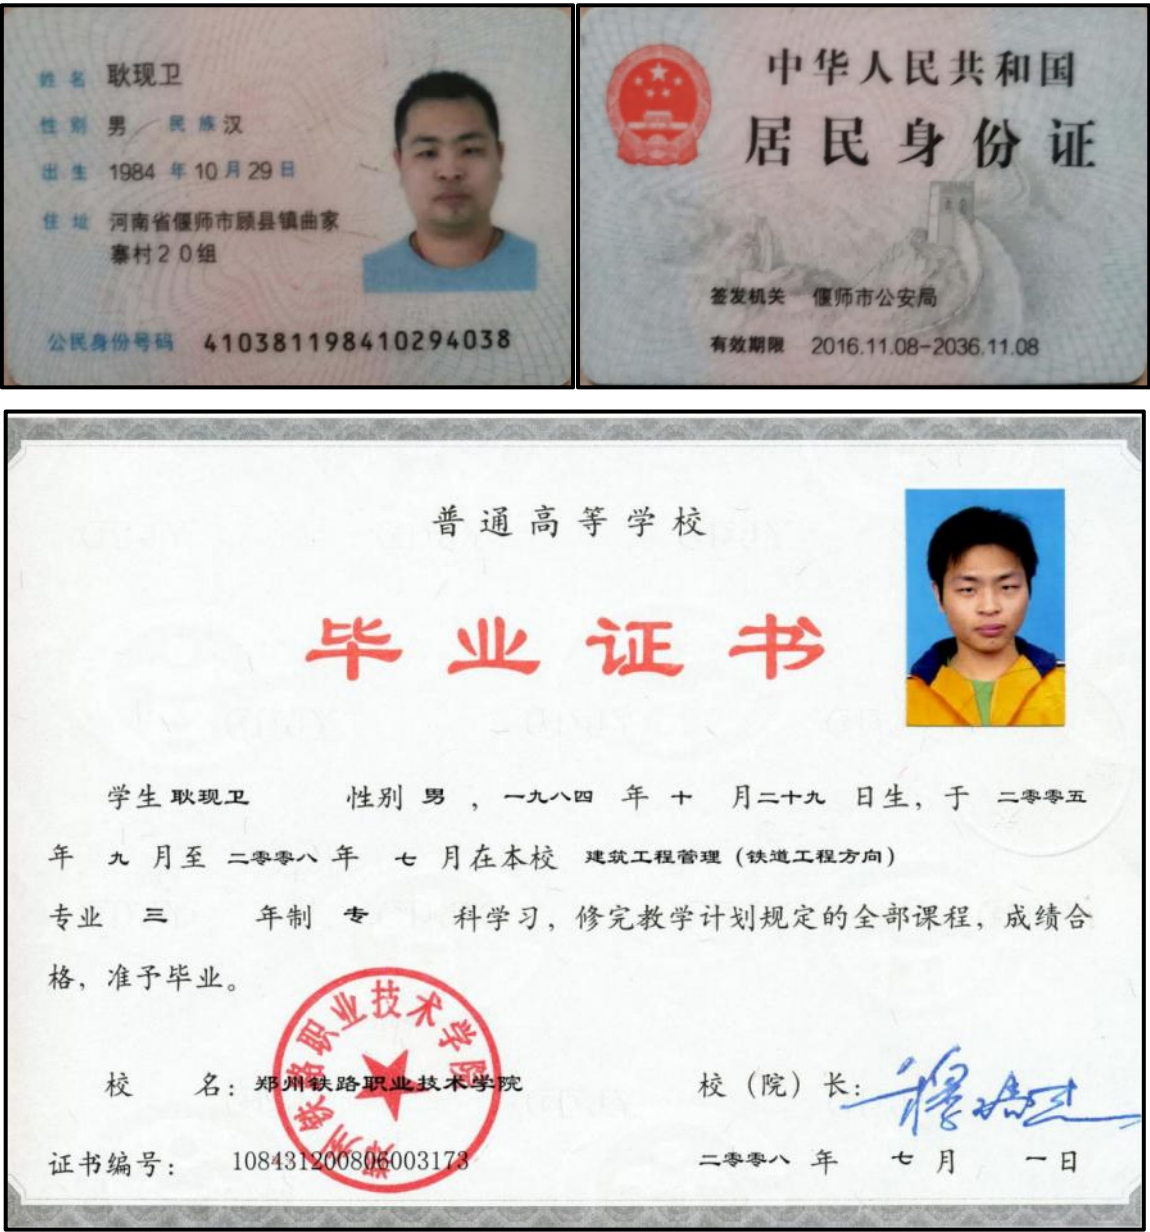 姓名 耿现卫
性别 男 民族 汉
出生 1984 年 10 月 29 日
住址 河南省偃师市顾县镇曲家
寨村20组
公民身份号码 410381198410294038
中华人民共和国
居民身份证
签发机关 偃师市公安局
有效期限 2016.11.08-2036.11.08
普通高等学校
毕业证书
学生 耿现卫 性别 男 ，一九八四 年 十 月 二十九 日生，于 二零零五
年 九 月至 二零零八 年 七 月在本校 建筑工程管理（铁道工程方向）
专业 三 年制 专 科学习，修完教学计划规定的全部课程，成绩合
格，准予毕业。
郑州铁路职业技术学院
校 名：郑州铁路职业技术学院 校（院）长：
证书编号： 108431200806003173 二零零八 年 七 月 一 日